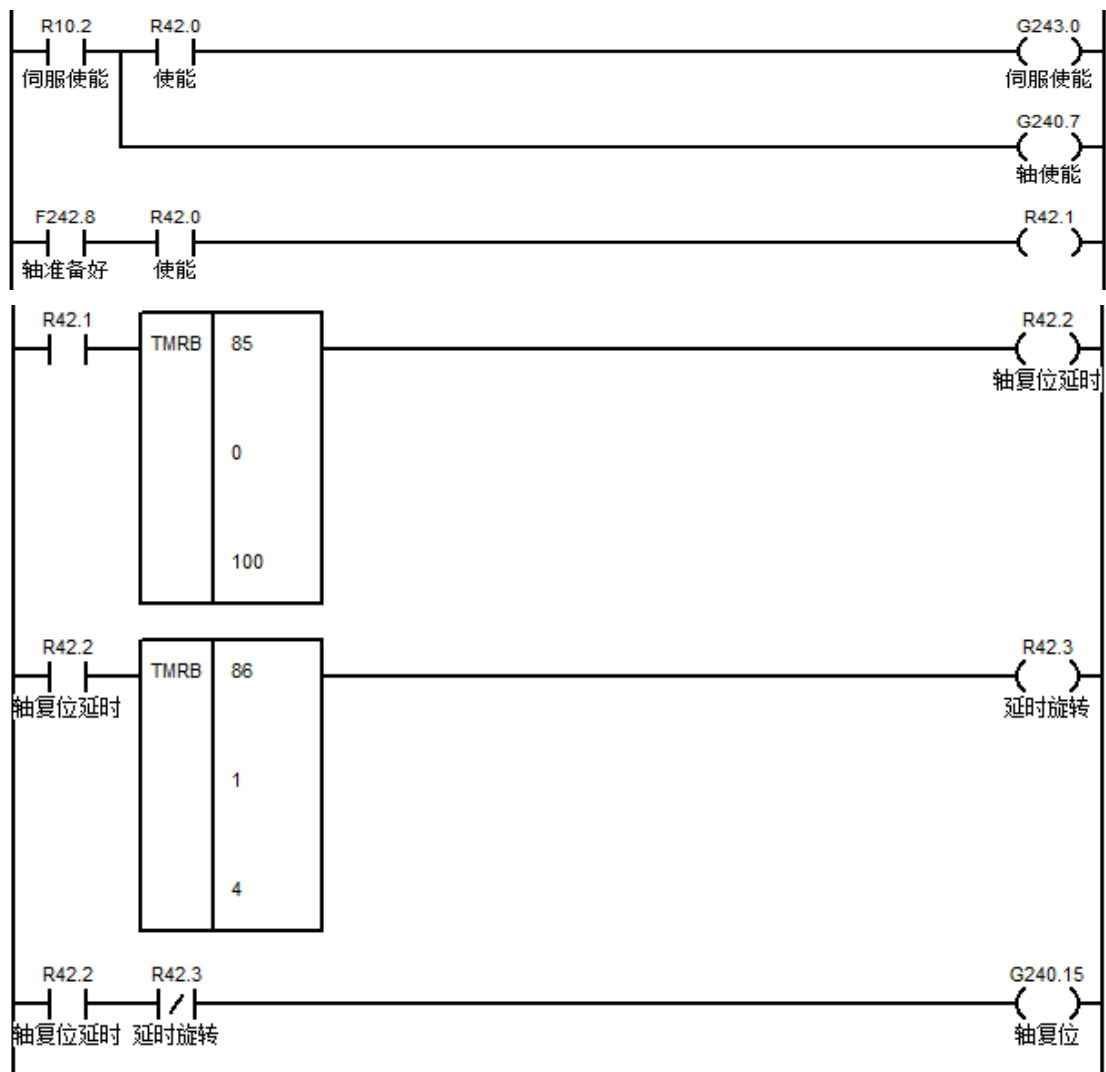 R10.2 R42.0 G243.0
伺服使能 使能 伺服使能
G240.7
轴使能
F242.8 R42.0 R42.1
轴准备好 使能
R42.1 TMRB 85 R42.2
轴复位延时
0
100
R42.2 TMRB 86 R42.3
轴复位延时 延时旋转
1
4
R42.2 R42.3 G240.15
轴复位延时 延时旋转 轴复位